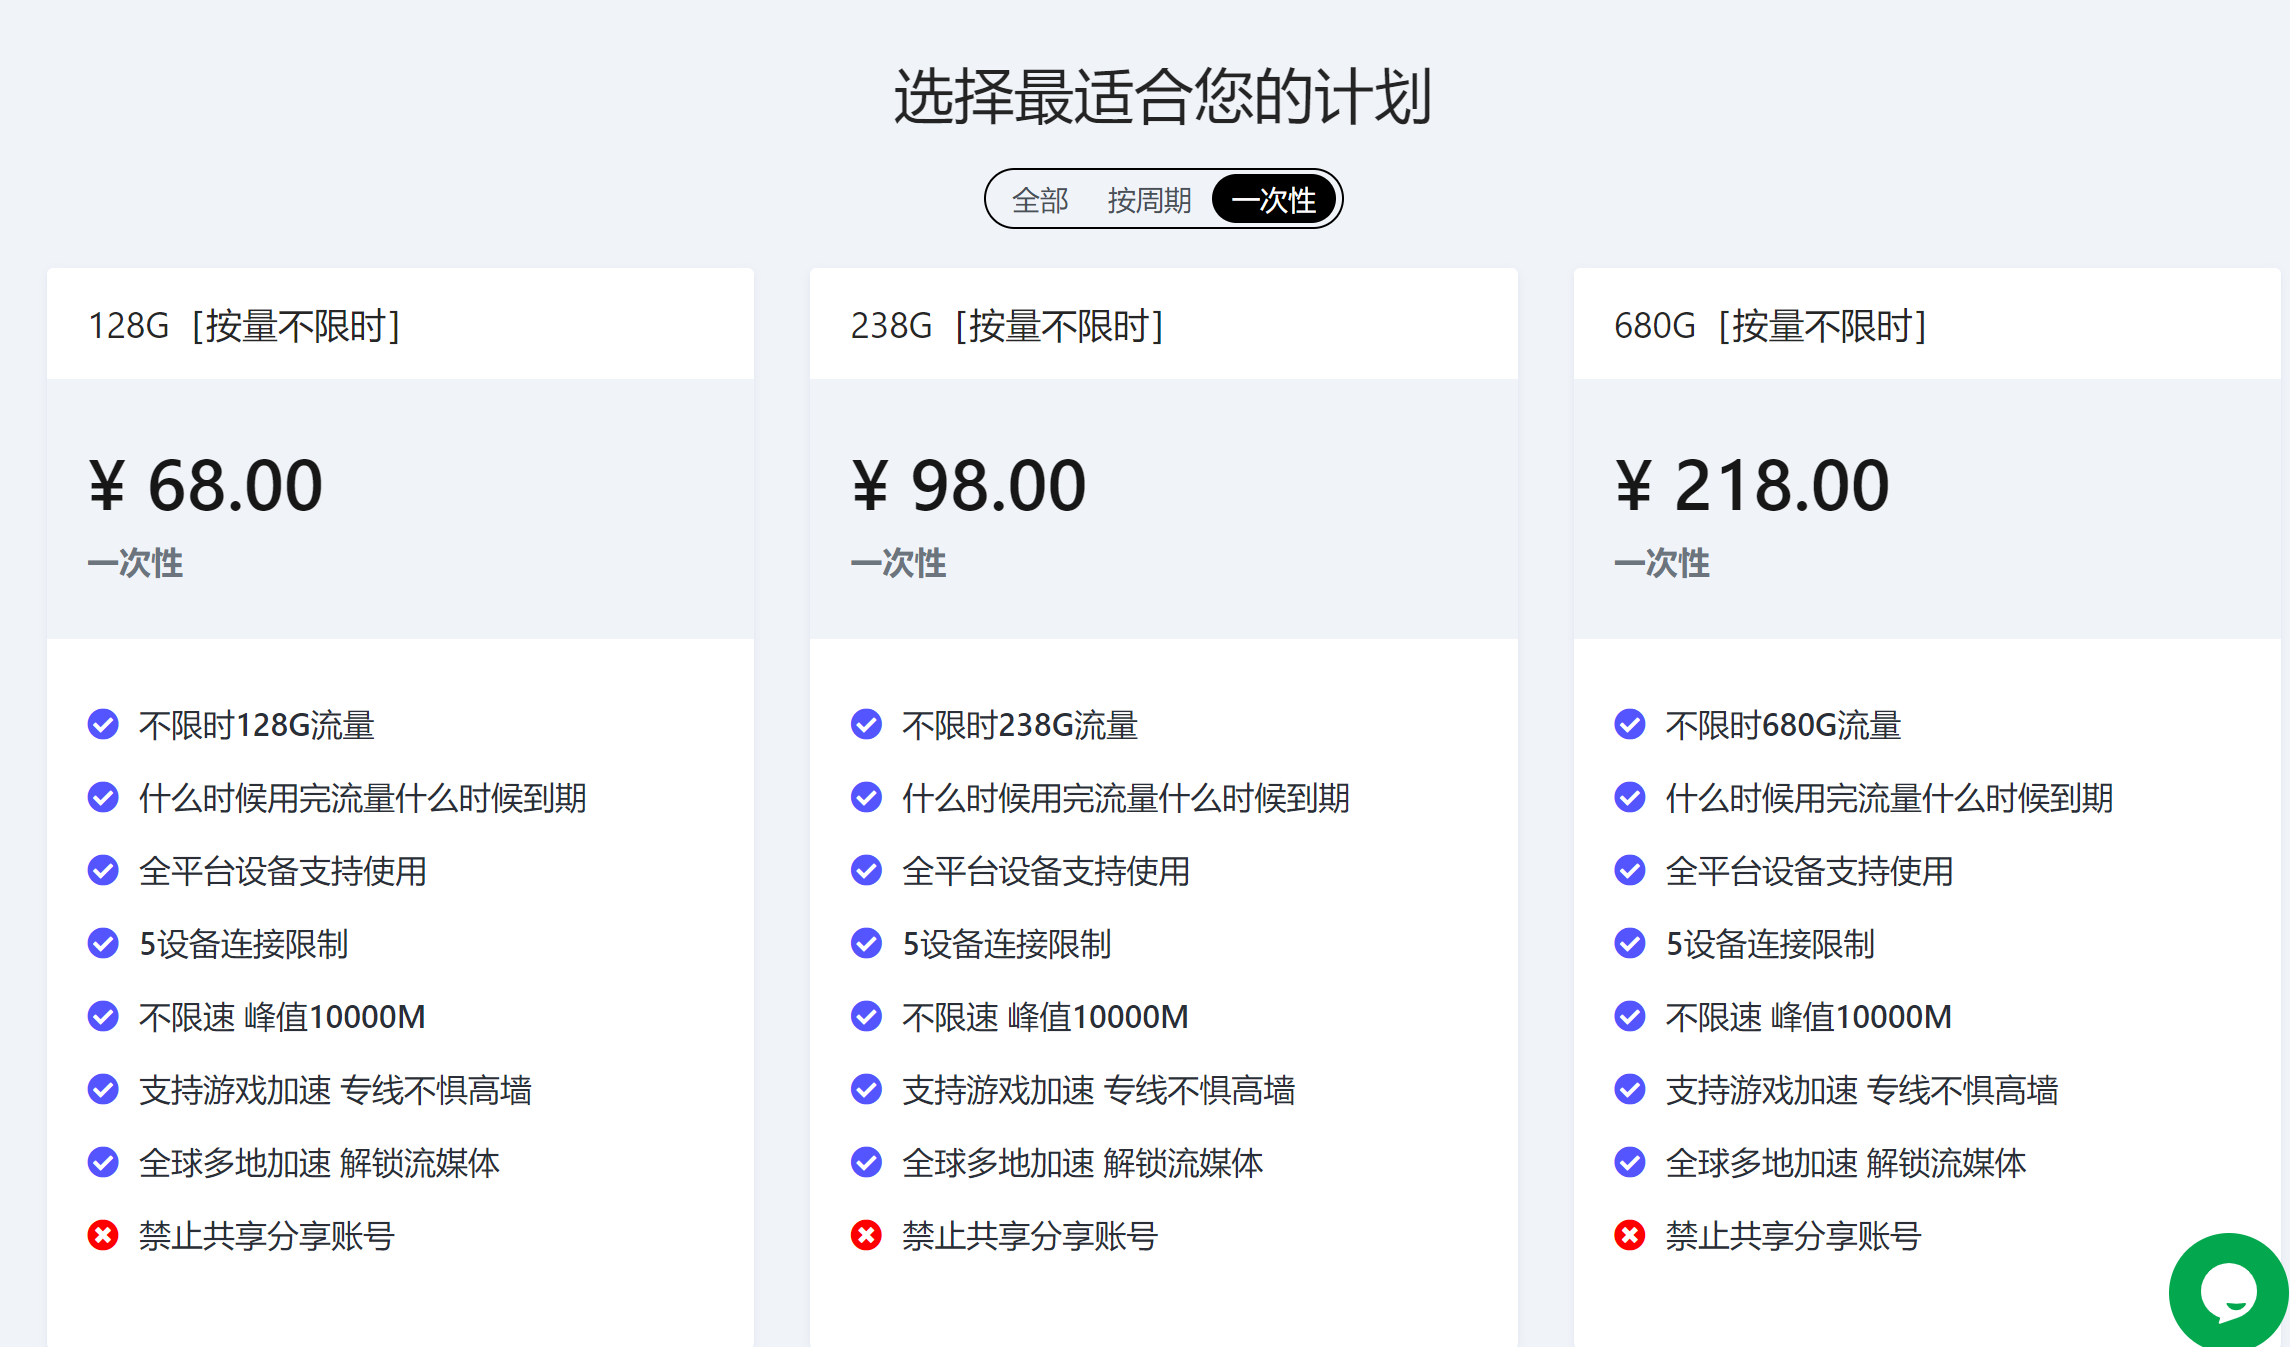 选择最适合您的计划
全部 按周期 一次性
128G [按量不限时]
¥ 68.00
一次性
不限时128G流量
什么时候用完流量什么时候到期
全平台设备支持使用
5设备连接限制
不限速 峰值10000M
支持游戏加速 专线不惧高墙
全球多地加速 解锁流媒体
禁止共享分享账号
238G [按量不限时]
¥ 98.00
一次性
不限时238G流量
什么时候用完流量什么时候到期
全平台设备支持使用
5设备连接限制
不限速 峰值10000M
支持游戏加速 专线不惧高墙
全球多地加速 解锁流媒体
禁止共享分享账号
680G [按量不限时]
¥ 218.00
一次性
不限时680G流量
什么时候用完流量什么时候到期
全平台设备支持使用
5设备连接限制
不限速 峰值10000M
支持游戏加速 专线不惧高墙
全球多地加速 解锁流媒体
禁止共享分享账号